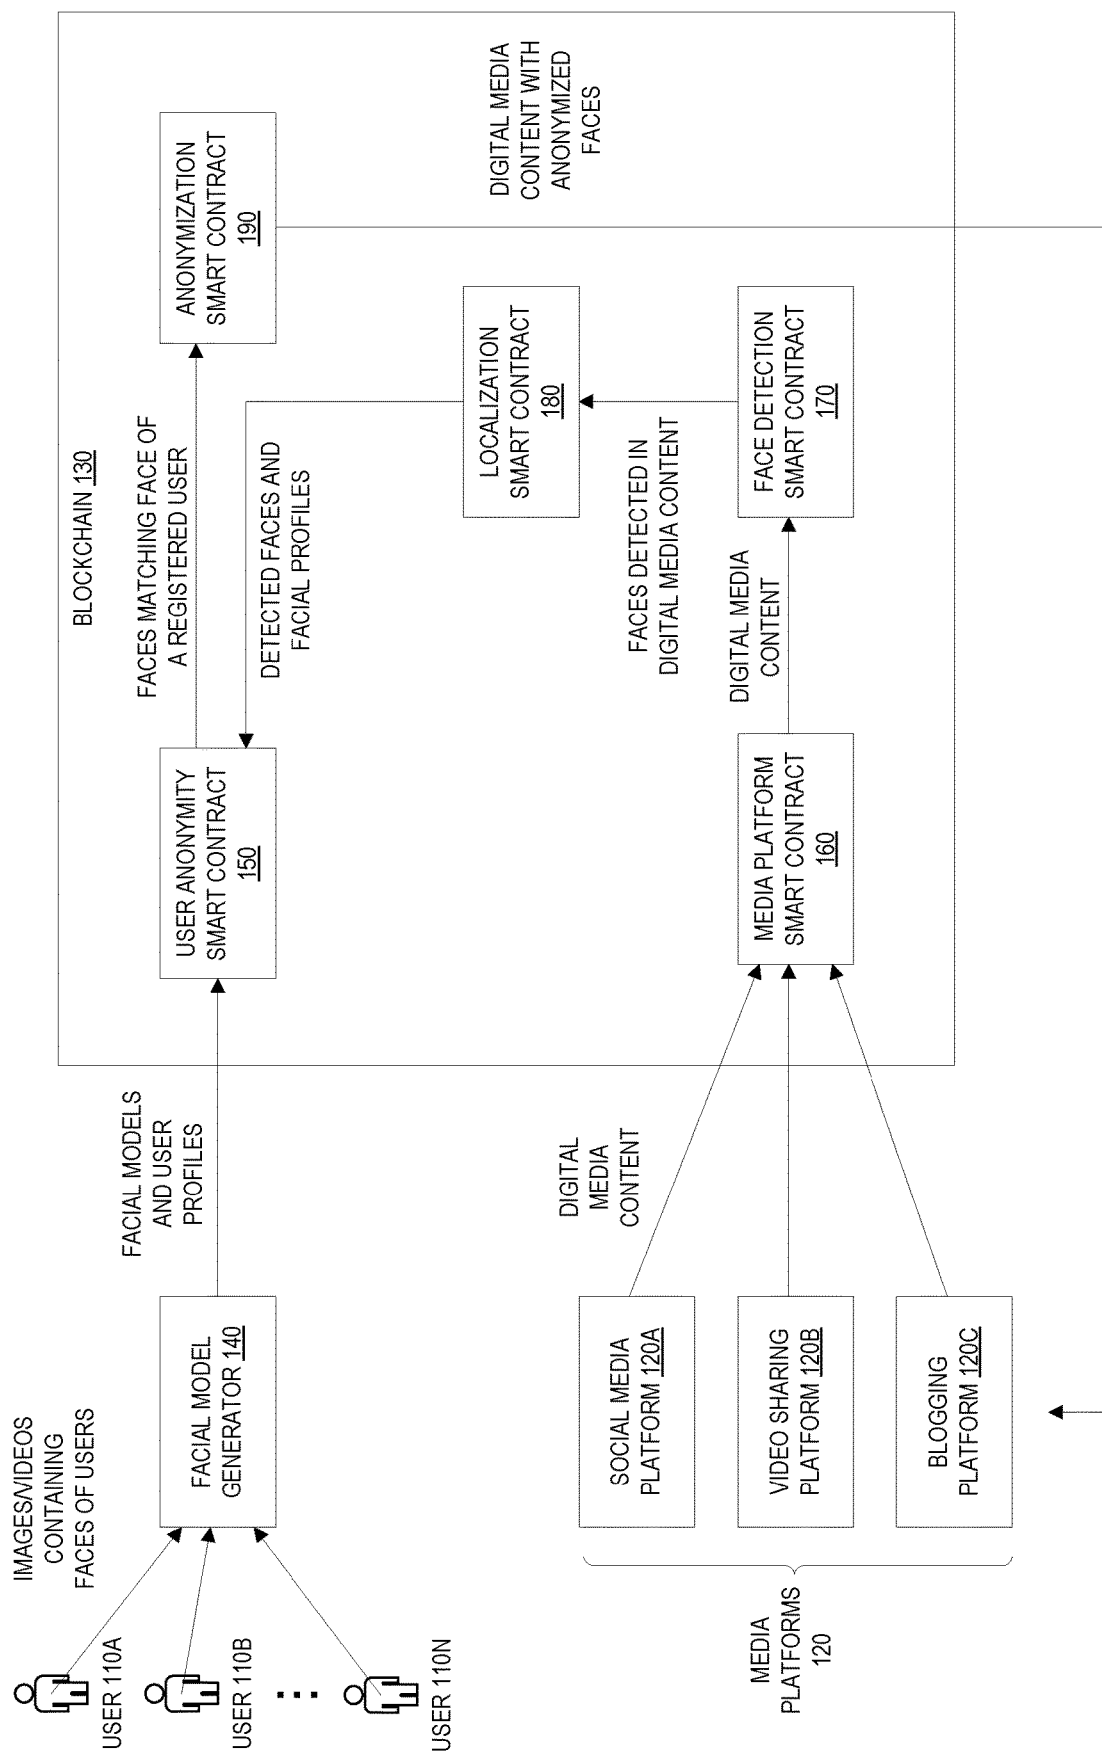 IMAGES/VIDEOS
CONTAINING
FACES OF USERS
USER 110A
USER 110B
USER 110N
FACIAL MODEL
GENERATOR 140
FACIAL MODELS
AND USER
PROFILES
BLOCKCHAIN 130
USER ANONYMITY
SMART CONTRACT
150
FACES MATCHING FACE OF
A REGISTERED USER
DETECTED FACES AND
FACIAL PROFILES
ANONYMIZATION
SMART CONTRACT
190
DIGITAL MEDIA
CONTENT WITH
ANONYMIZED
FACES
LOCALIZATION
SMART CONTRACT
180
FACES DETECTED IN
DIGITAL MEDIA CONTENT
MEDIA
PLATFORMS
120
SOCIAL MEDIA
PLATFORM 120A
VIDEO SHARING
PLATFORM 120B
BLOGGING
PLATFORM 120C
DIGITAL
MEDIA
CONTENT
MEDIA PLATFORM
SMART CONTRACT
160
DIGITAL MEDIA
CONTENT
FACE DETECTION
SMART CONTRACT
170